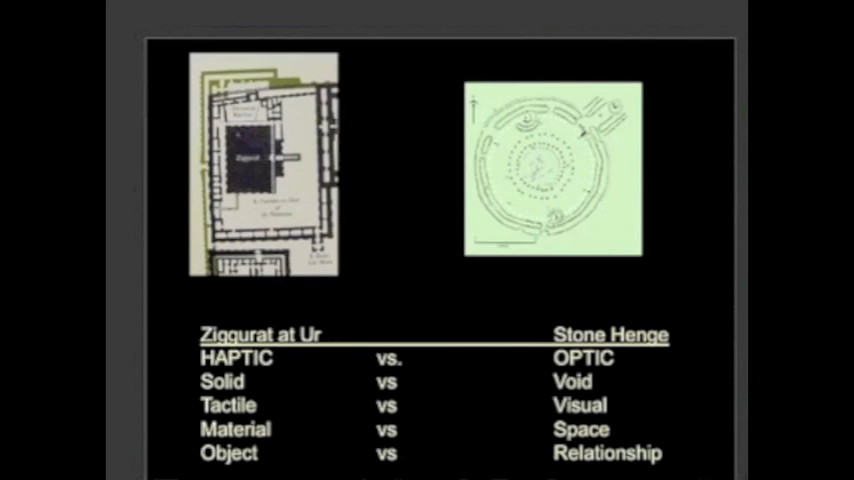 Ziggurat
Ziggurat at Ur Stone Henge
HAPTIC vs. OPTIC
Solid vs Void
Tactile vs Visual
Material vs Space
Object vs Relationship